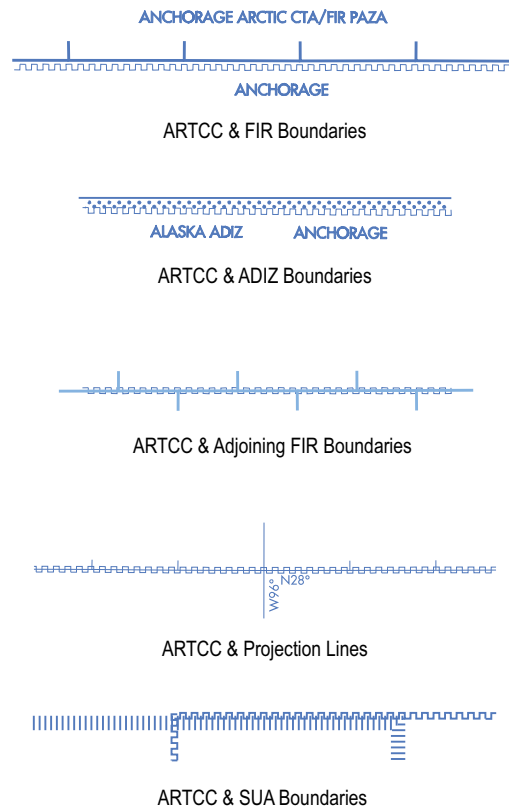 ANCHORAGE ARCTIC CTA/FIR PAZA
ANCHORAGE
ARTCC & FIR Boundaries
ALASKA ADIZ ANCHORAGE
ARTCC & ADIZ Boundaries
ARTCC & Adjoining FIR Boundaries
N28°
W96°
ARTCC & Projection Lines
ARTCC & SUA Boundaries